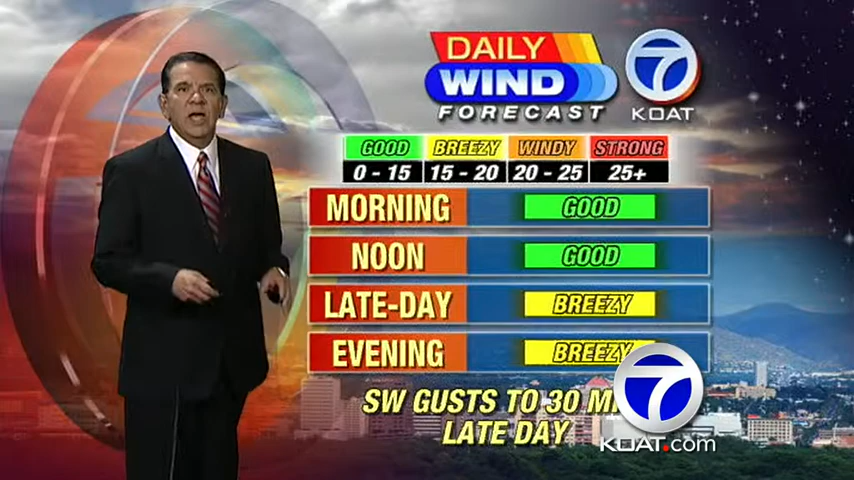 DAILY
WIND
FORECAST
7
KOAT
GOOD BREEZY WINDY STRONG
0 - 15 15 - 20 20 - 25 25+
MORNING GOOD
NOON GOOD
LATE-DAY BREEZY
EVENING BREEZY
SW GUSTS TO 30
LATE DAY
7
KOAT.com